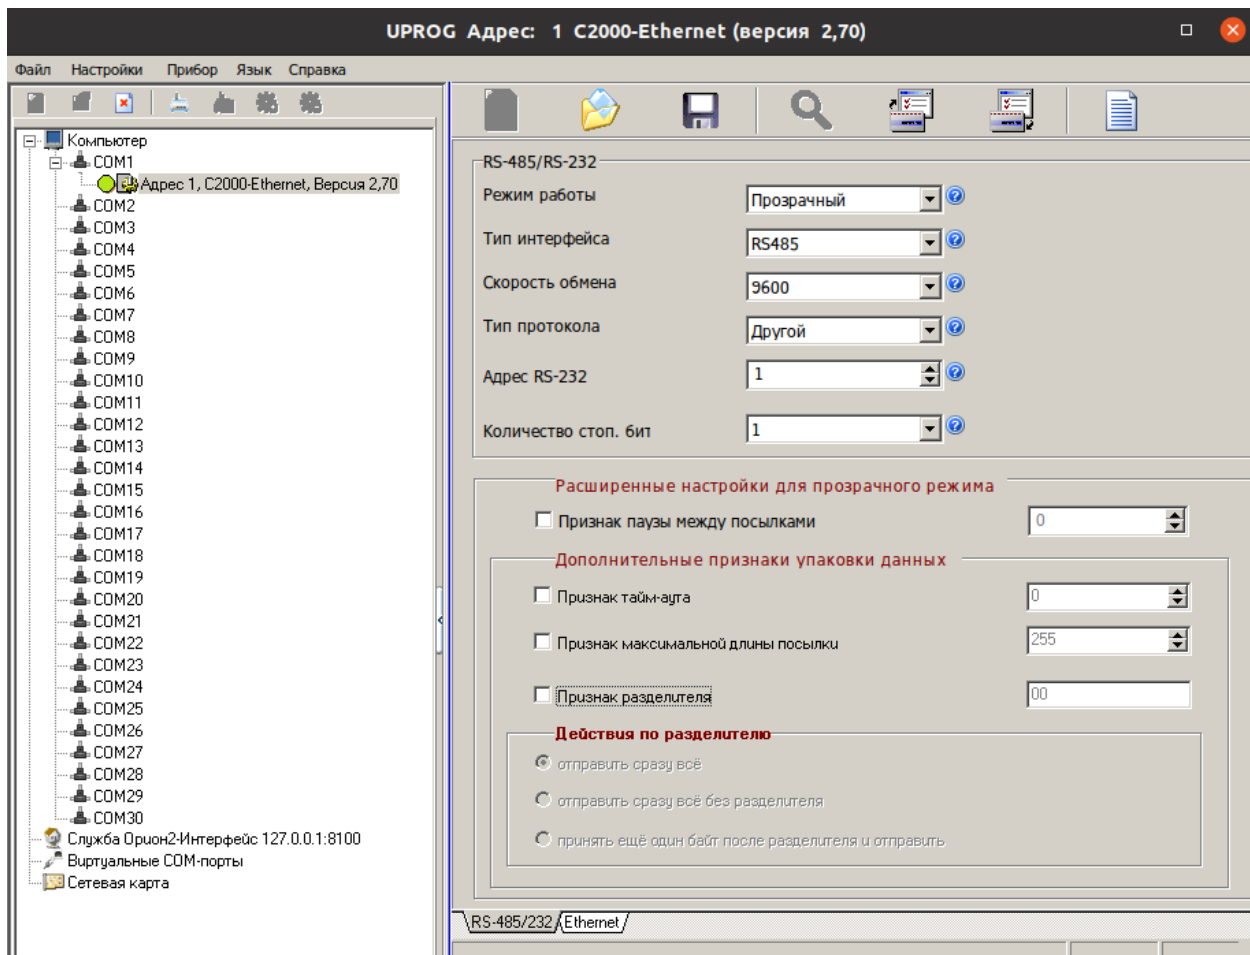 UPROG Адрес: 1 С2000-Ethernet (версия 2,70)
Файл Настройки Прибор Язык Справка
Компьютер
COM1
Адрес 1, С2000-Ethernet, Версия 2,70
COM2
COM3
COM4
COM5
COM6
COM7
COM8
COM9
COM10
COM11
COM12
COM13
COM14
COM15
COM16
COM17
COM18
COM19
COM20
COM21
COM22
COM23
COM24
COM25
COM26
COM27
COM28
COM29
COM30
Служба Орион2-Интерфейс 127.0.0.1:8100
Виртуальные COM-порты
Сетевая карта
RS-485/RS-232
Режим работы Прозрачный
Тип интерфейса RS485
Скорость обмена 9600
Тип протокола Другой
Адрес RS-232 1
Количество стоп. бит 1
Расширенные настройки для прозрачного режима
Признак паузы между посылками 0
Дополнительные признаки упаковки данных
Признак тайм-аута 0
Признак максимальной длины посылки 255
Признак разделителя 00
Действия по разделителю
отправить сразу всё
отправить сразу всё без разделителя
принять ещё один байт после разделителя и отправить
RS-485/232 Ethernet